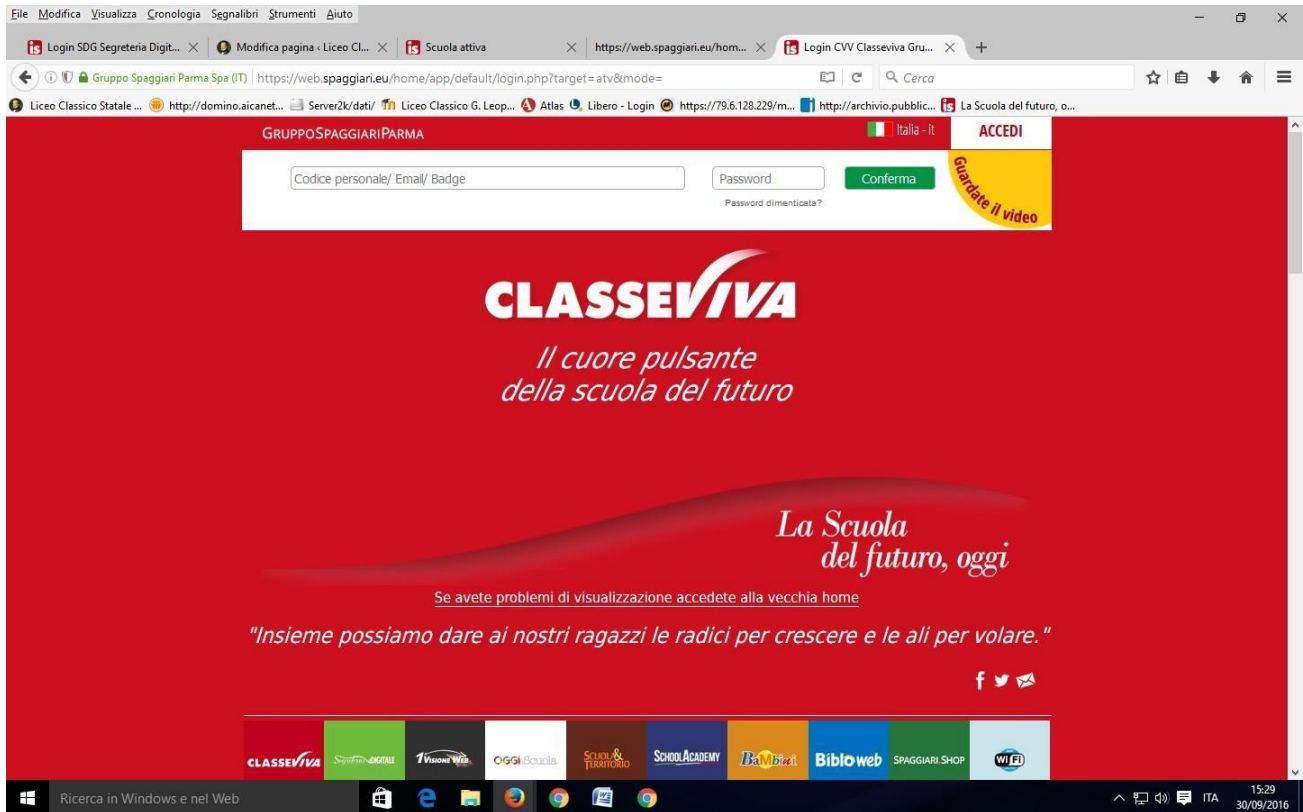 File Modifica Visualizza Cronologia Segnalibri Strumenti Aiuto
Login SDG Segreteria Digit... Modifica pagina ‹ Liceo Cl... Scuola attiva https://web.spaggiari.eu/hom... Login CVV Classeviva Gru...
Gruppo Spaggiari Parma Spa (IT) https://web.spaggiari.eu/home/app/default/login.php?target=atv&mode= Cerca
Liceo Classico Statale ... http://domino.aicanet... Server2k/dati/ Liceo Classico G. Leop... Atlas Libero - Login https://79.6.128.229/m... http://archivio.pubblic... La Scuola del futuro, o...
GRUPPOSPAGGIARIPARMA Italia - It ACCEDI
Codice personale/ Email/ Badge Password Conferma
Password dimenticata?
Guardate il video
CLASSEVIVA
Il cuore pulsante
della scuola del futuro
La Scuola
del futuro, oggi
Se avete problemi di visualizzazione accedete alla vecchia home
"Insieme possiamo dare ai nostri ragazzi le radici per crescere e le ali per volare."
CLASSEVIVA Segreteria DIGITALE 1VISIONE WEB OGGiScuola SCUOLA& TERRITORIO SCHOOLACADEMY BaMbini Bibloweb SPAGGIARI.SHOP WIFI
Ricerca in Windows e nel Web ITA 15:29
30/09/2016